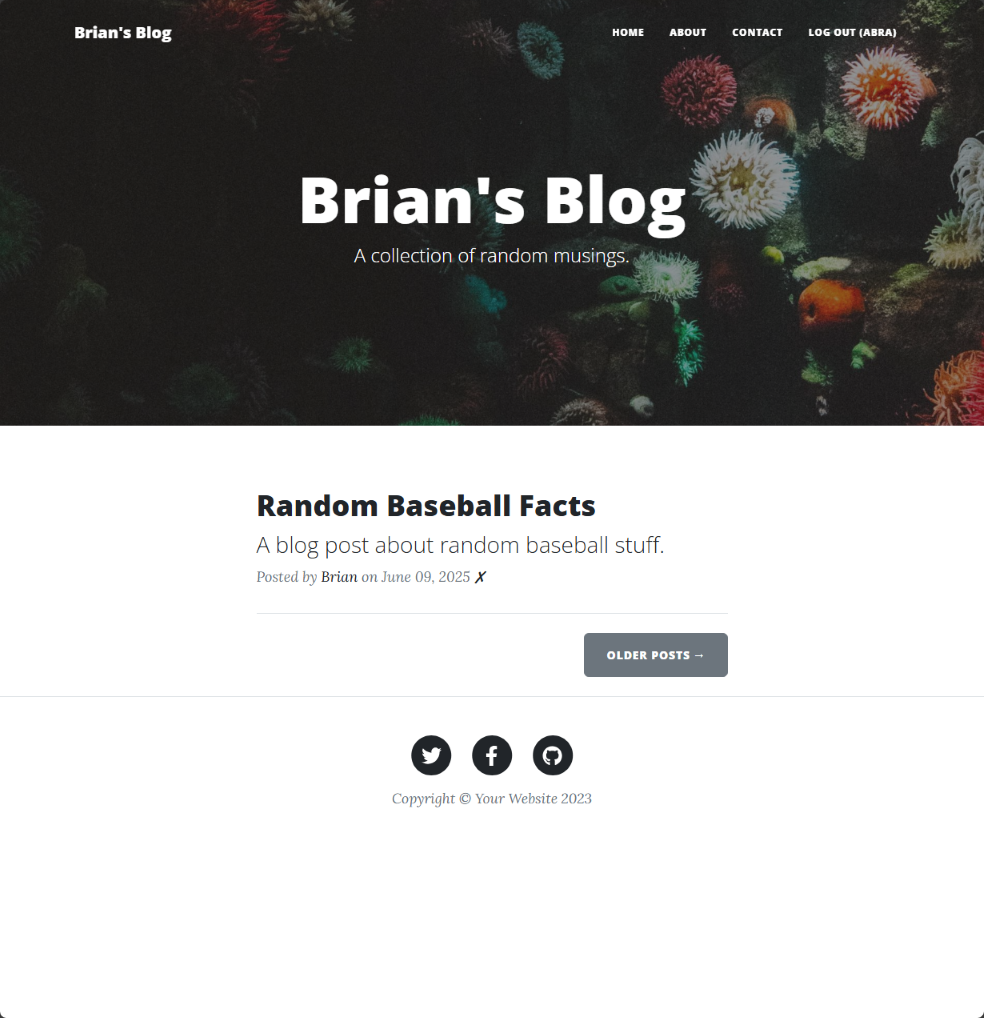 Brian's Blog
HOME ABOUT CONTACT LOG OUT (ABRA)
Brian's Blog
A collection of random musings.
Random Baseball Facts
A blog post about random baseball stuff.
Posted by Brian on June 09, 2025 ✗
OLDER POSTS →
Copyright © Your Website 2023